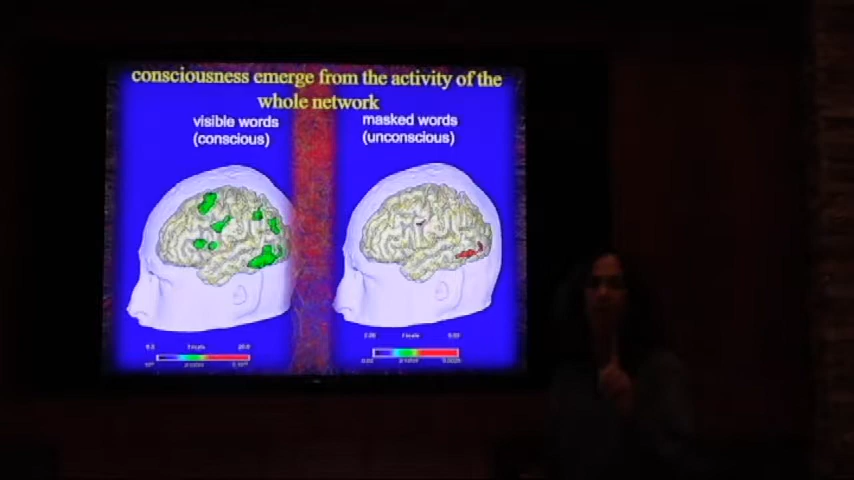 consciousness emerge from the activity of the
whole network
visible words
(conscious)
masked words
(unconscious)